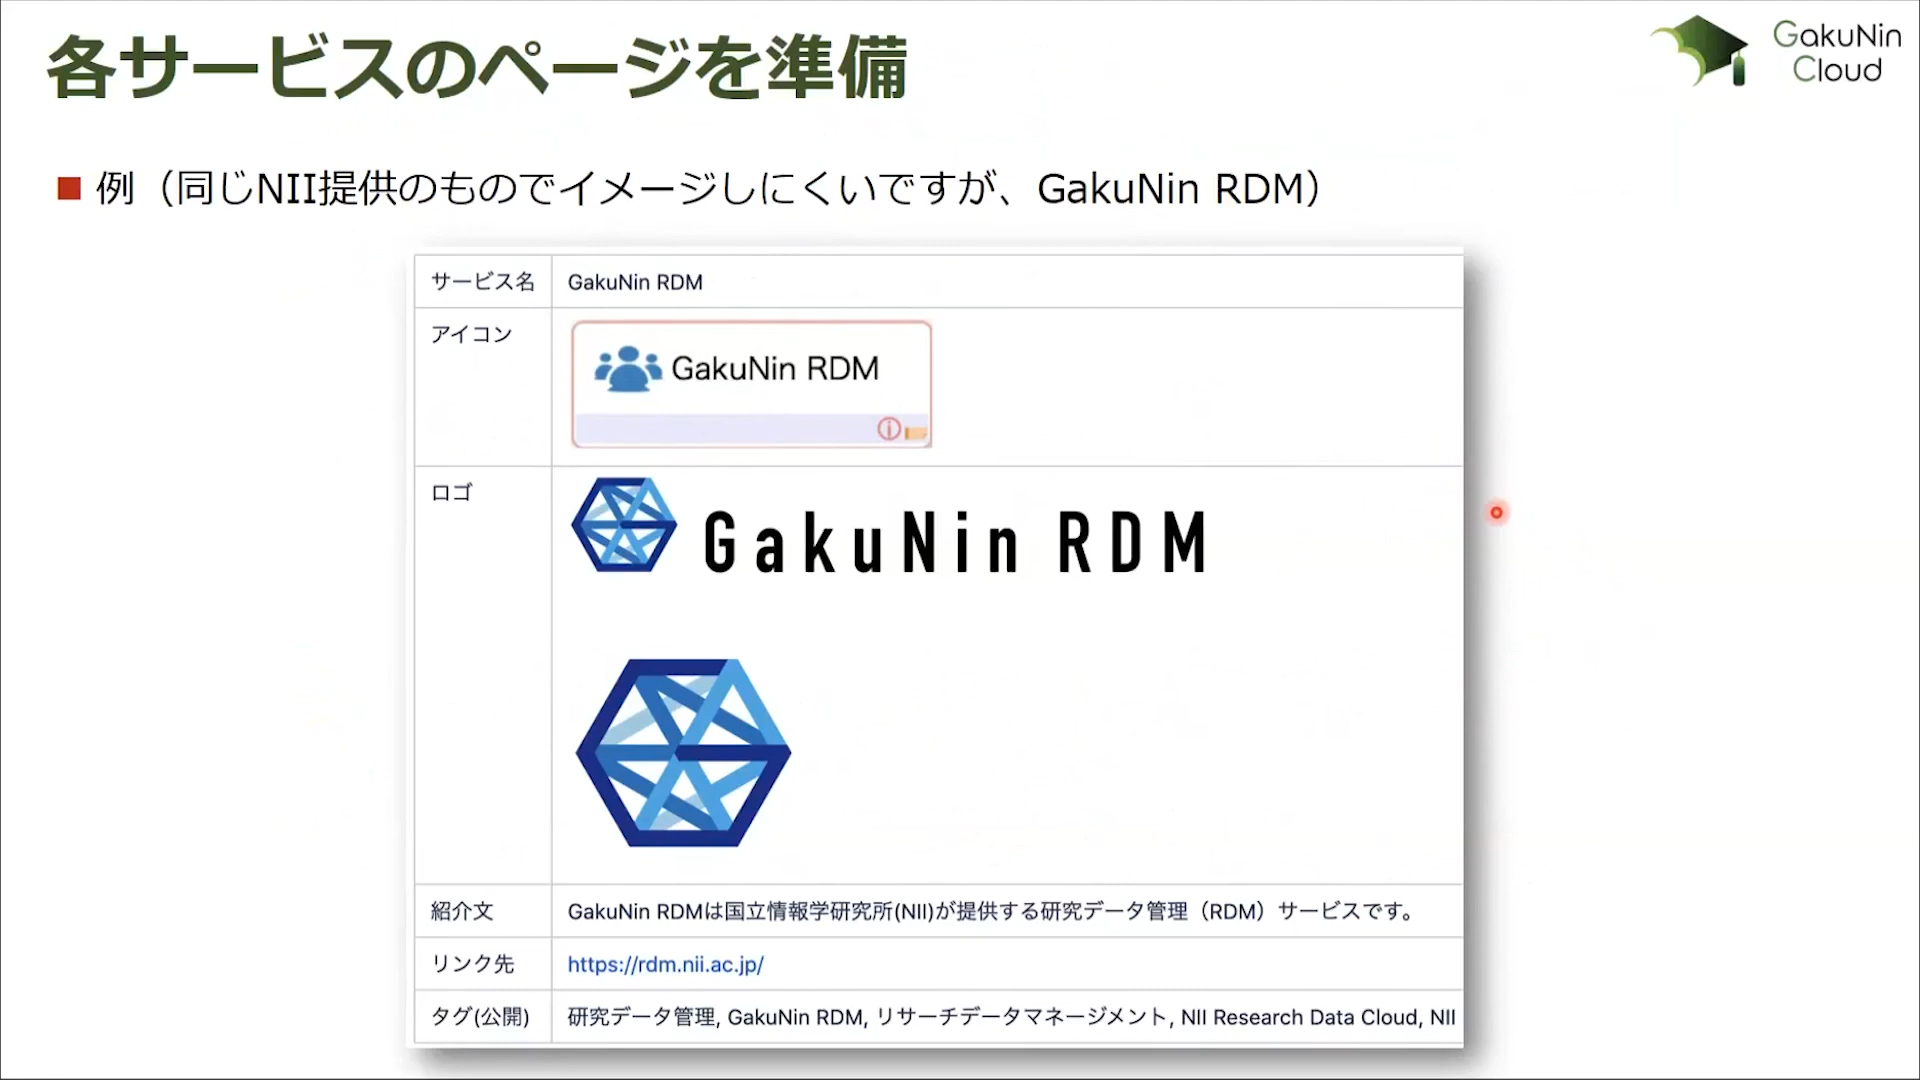 各サービスのページを準備
GakuNin
Cloud
例（同じNII提供のものでイメージしにくいですが、GakuNin RDM）
サービス名 GakuNin RDM
アイコン
GakuNin RDM
ロゴ
GakuNin RDM
紹介文 GakuNin RDMは国立情報学研究所(NII)が提供する研究データ管理（RDM）サービスです。
リンク先 https://rdm.nii.ac.jp/
タグ(公開) 研究データ管理, GakuNin RDM, リサーチデータマネージメント, NII Research Data Cloud, NII